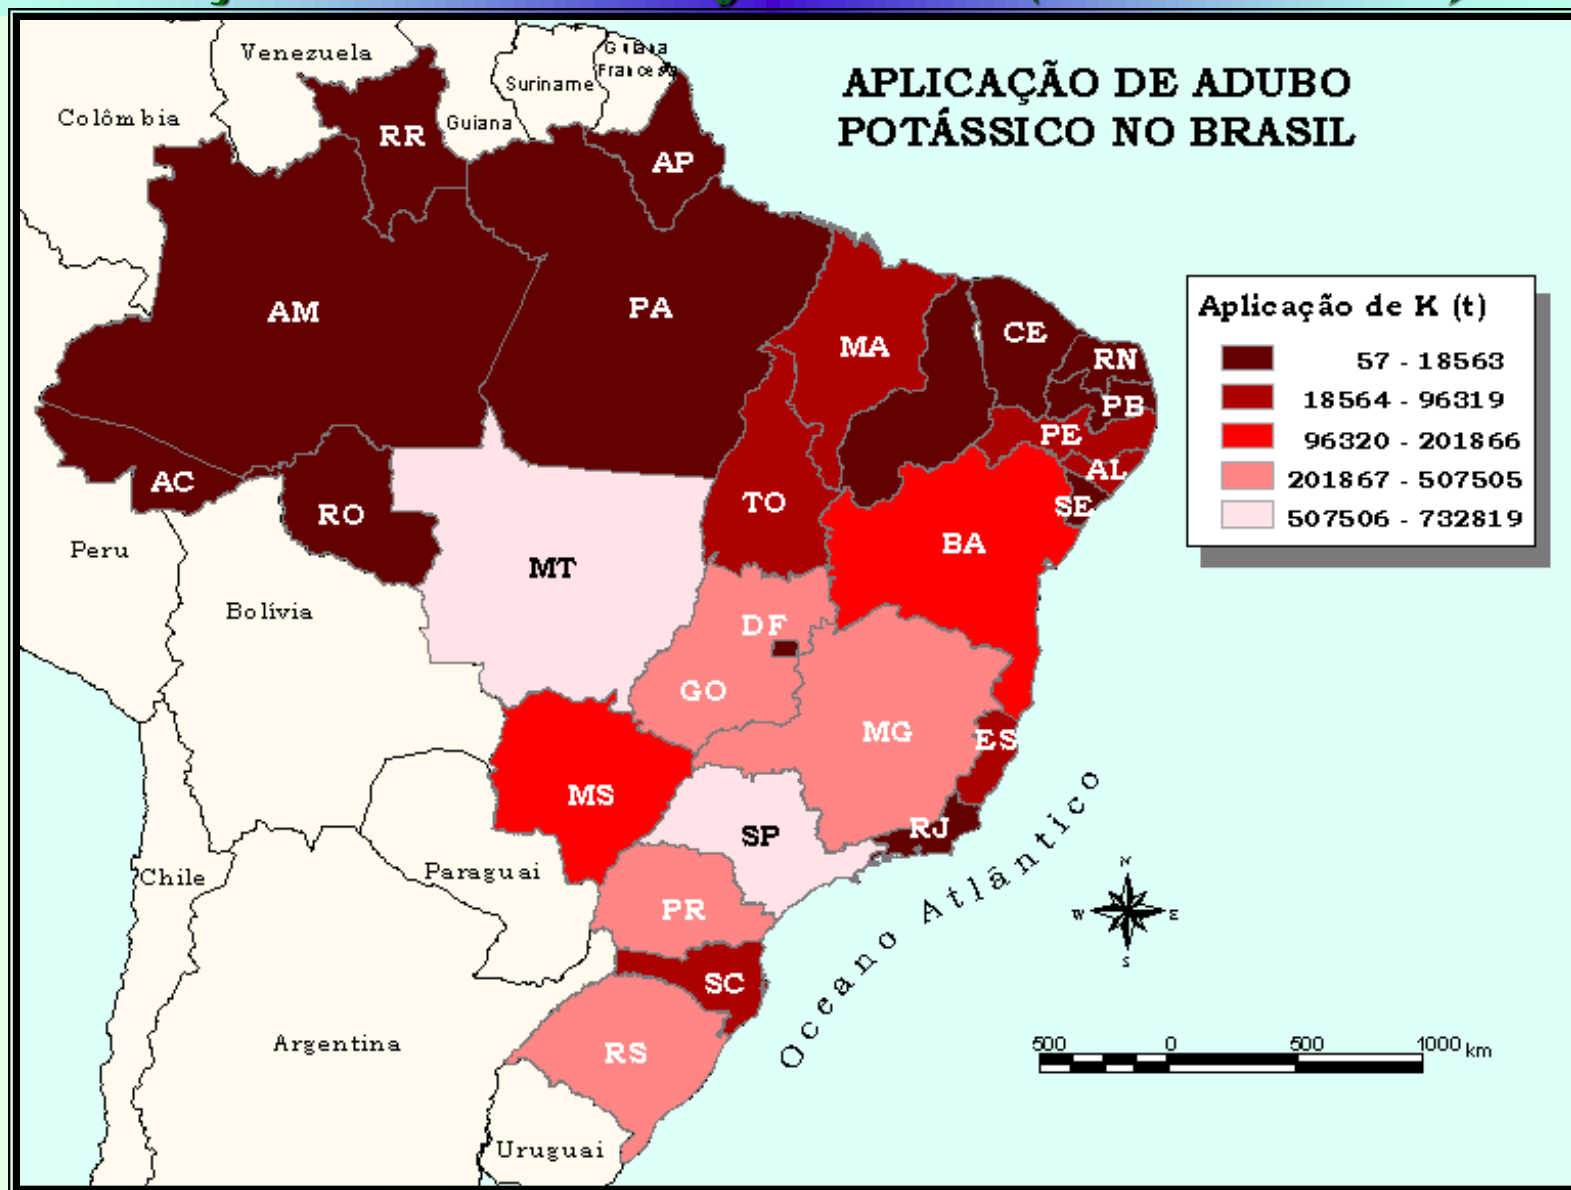 APLICAÇÃO DE ADUBO
POTÁSSICO NO BRASIL
Venezuela
Guiana
Francesa
Suriname
Colômbia
Guiana
RR
AP
AM
PA
MA
CE
RN
PB
PE
AL
SE
AC
RO
TO
BA
MT
DF
GO
MG
ES
MS
SP
RJ
PR
SC
RS
Peru
Bolívia
Paraguai
Chile
Argentina
Uruguai
Oceano Atlântico
Aplicação de K (t)
57 - 18563
18564 - 96319
96320 - 201866
201867 - 507505
507506 - 732819
N
W E
S
500 0 500 1000 km